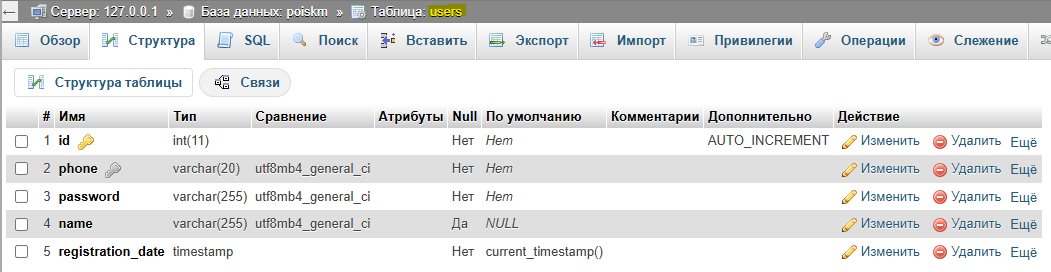 ← Сервер: 127.0.0.1 » База данных: poiskm » Таблица: users
Обзор Структура SQL Поиск Вставить Экспорт Импорт Привилегии Операции Слежение
Структура таблицы Связи
# Имя Тип Сравнение Атрибуты Null По умолчанию Комментарии Дополнительно Действие
1 id int(11) Нет Нет AUTO_INCREMENT Изменить Удалить Ещё
2 phone varchar(20) utf8mb4_general_ci Нет Нет Изменить Удалить Ещё
3 password varchar(255) utf8mb4_general_ci Нет Нет Изменить Удалить Ещё
4 name varchar(255) utf8mb4_general_ci Да NULL Изменить Удалить Ещё
5 registration_date timestamp Нет current_timestamp() Изменить Удалить Ещё